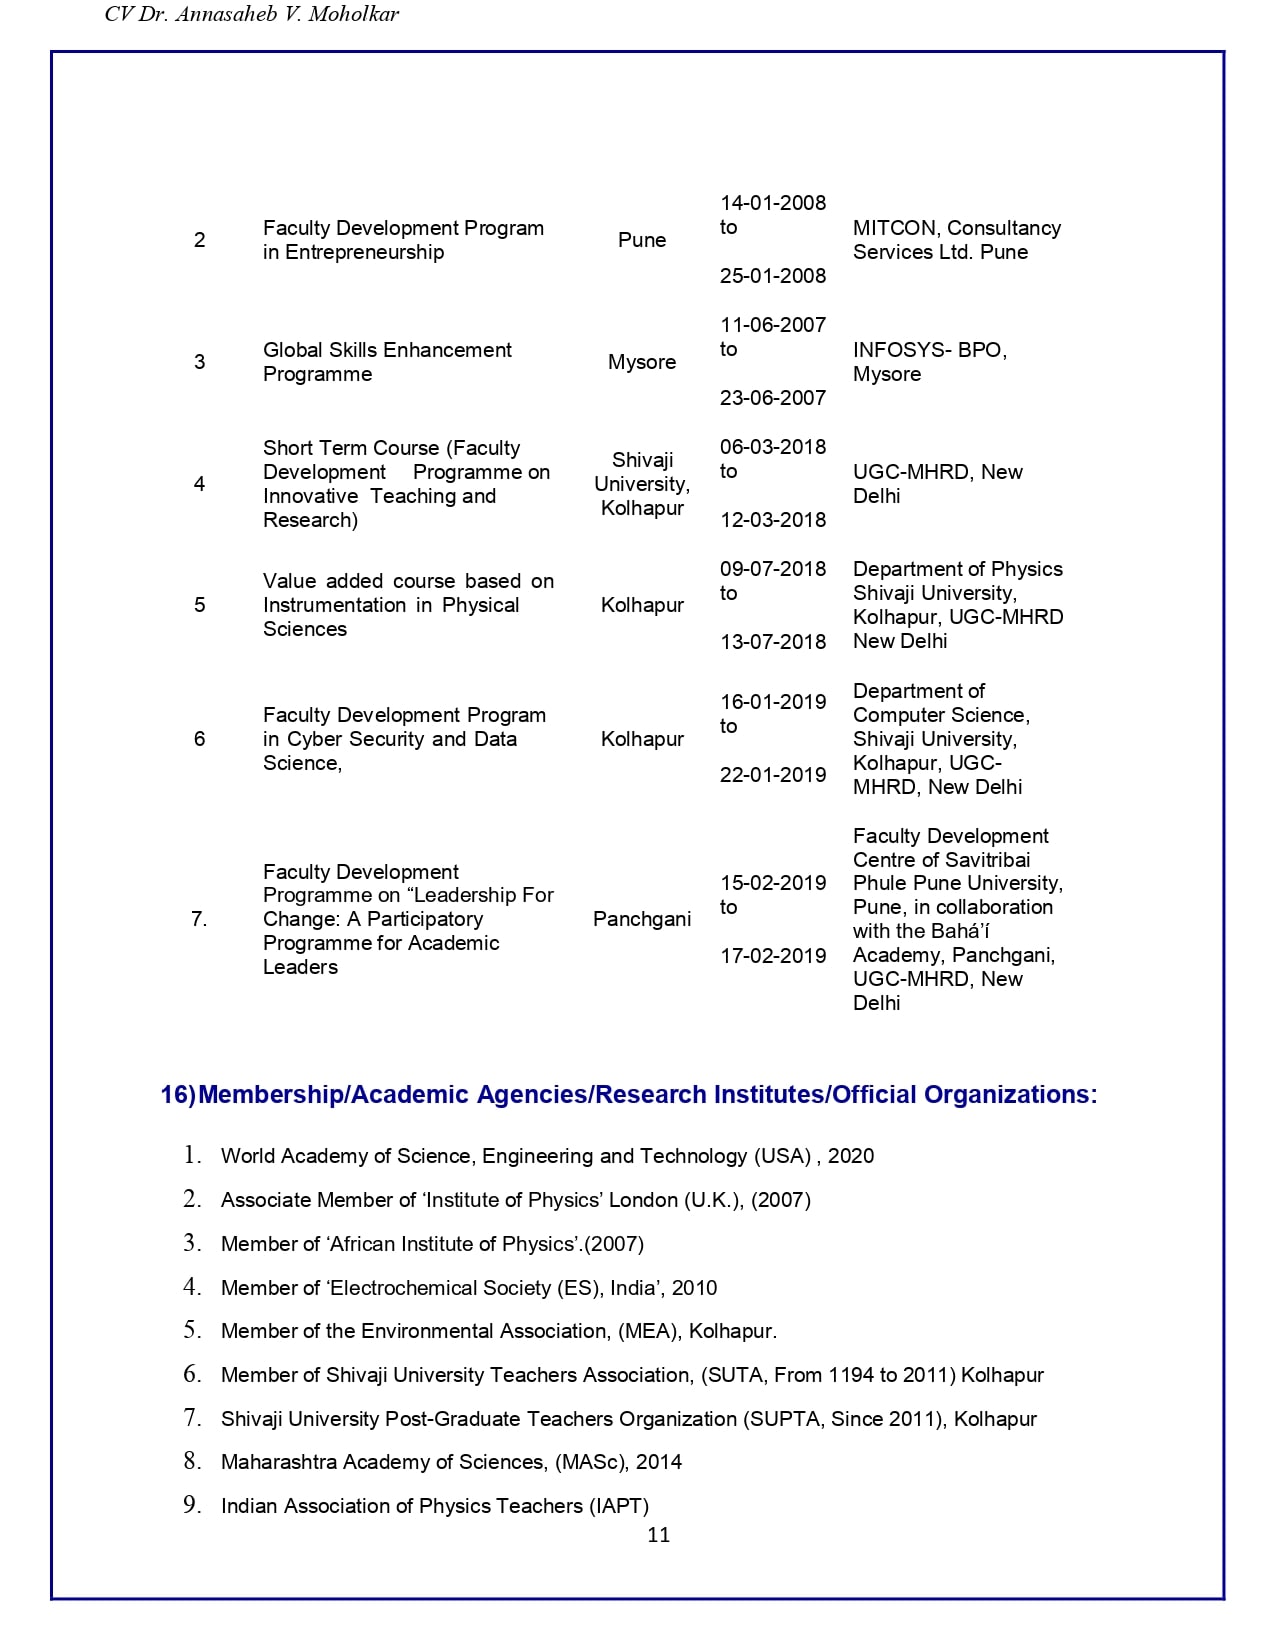 CV Dr. Annasaheb V. Moholkar
2
Faculty Development Program
in Entrepreneurship
Pune
14-01-2008
to
25-01-2008
MITCON, Consultancy
Services Ltd. Pune
3
Global Skills Enhancement
Programme
Mysore
11-06-2007
to
23-06-2007
INFOSYS- BPO,
Mysore
4
Short Term Course (Faculty
Development Programme on
Innovative Teaching and
Research)
Shivaji
University,
Kolhapur
06-03-2018
to
12-03-2018
UGC-MHRD, New
Delhi
5
Value added course based on
Instrumentation in Physical
Sciences
Kolhapur
09-07-2018
to
13-07-2018
Department of Physics
Shivaji University,
Kolhapur, UGC-MHRD
New Delhi
6
Faculty Development Program
in Cyber Security and Data
Science,
Kolhapur
16-01-2019
to
22-01-2019
Department of
Computer Science,
Shivaji University,
Kolhapur, UGC-
MHRD, New Delhi
7.
Faculty Development
Programme on “Leadership For
Change: A Participatory
Programme for Academic
Leaders
Panchgani
15-02-2019
to
17-02-2019
Faculty Development
Centre of Savitribai
Phule Pune University,
Pune, in collaboration
with the Bahá’í
Academy, Panchgani,
UGC-MHRD, New
Delhi
16)Membership/Academic Agencies/Research Institutes/Official Organizations:
1. World Academy of Science, Engineering and Technology (USA) , 2020
2. Associate Member of ‘Institute of Physics’ London (U.K.), (2007)
3. Member of ‘African Institute of Physics’.(2007)
4. Member of ‘Electrochemical Society (ES), India’, 2010
5. Member of the Environmental Association, (MEA), Kolhapur.
6. Member of Shivaji University Teachers Association, (SUTA, From 1194 to 2011) Kolhapur
7. Shivaji University Post-Graduate Teachers Organization (SUPTA, Since 2011), Kolhapur
8. Maharashtra Academy of Sciences, (MASc), 2014
9. Indian Association of Physics Teachers (IAPT)
11